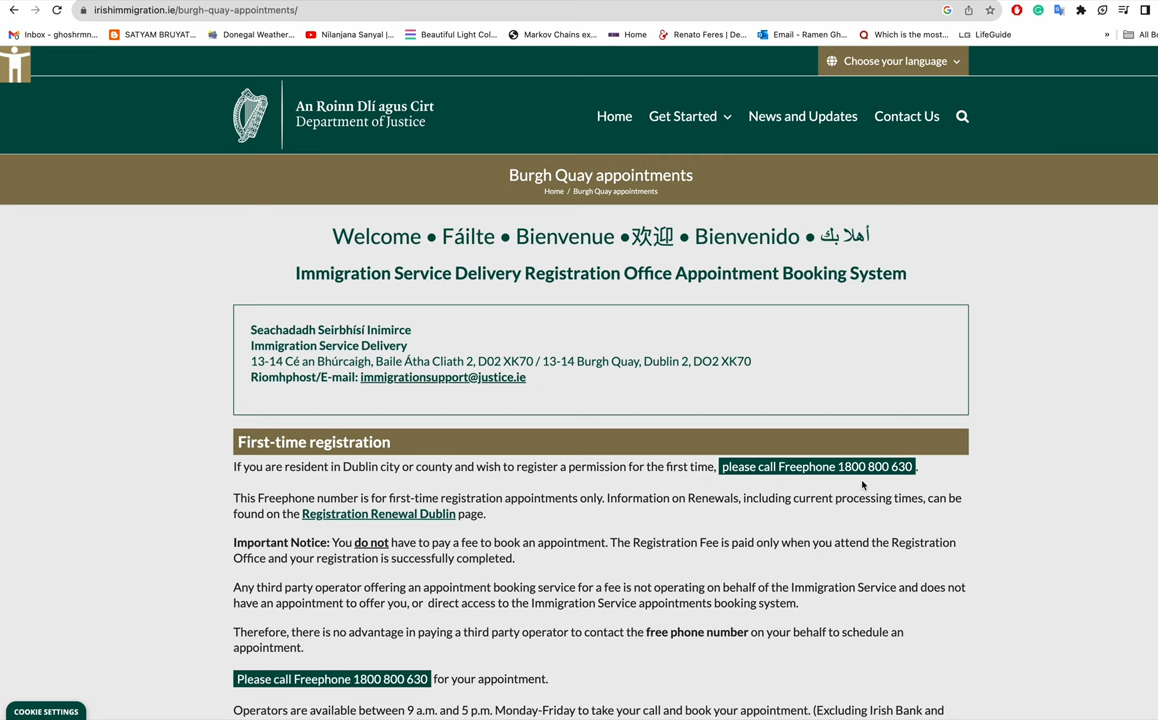 irishimmigration.ie/burgh-quay-appointments/
Inbox - ghoshrmn...
SATYAM BRUYAT...
Donegal Weather...
Nilanjana Sanyal |...
Beautiful Light Col...
Markov Chains ex...
Home
Renato Feres | De...
Email - Ramen Gh...
Which is the most...
LifeGuide
»
All Bo
Choose your language
An Roinn Dlí agus Cirt
Department of Justice
Home
Get Started
News and Updates
Contact Us
Burgh Quay appointments
Home / Burgh Quay appointments
Welcome • Fáilte • Bienvenue •欢迎 • Bienvenido • أهلا بك
Immigration Service Delivery Registration Office Appointment Booking System
Seachadadh Seirbhísí Inimirce
Immigration Service Delivery
13-14 Cé an Bhúrcaigh, Baile Átha Cliath 2, D02 XK70 / 13-14 Burgh Quay, Dublin 2, DO2 XK70
Riomhphost/E-mail: immigrationsupport@justice.ie
First-time registration
If you are resident in Dublin city or county and wish to register a permission for the first time, please call Freephone 1800 800 630.
This Freephone number is for first-time registration appointments only. Information on Renewals, including current processing times, can be
found on the Registration Renewal Dublin page.
Important Notice: You do not have to pay a fee to book an appointment. The Registration Fee is paid only when you attend the Registration
Office and your registration is successfully completed.
Any third party operator offering an appointment booking service for a fee is not operating on behalf of the Immigration Service and does not
have an appointment to offer you, or direct access to the Immigration Service appointments booking system.
Therefore, there is no advantage in paying a third party operator to contact the free phone number on your behalf to schedule an
appointment.
Please call Freephone 1800 800 630 for your appointment.
Operators are available between 9 a.m. and 5 p.m. Monday-Friday to take your call and book your appointment. (Excluding Irish Bank and
COOKIE SETTINGS